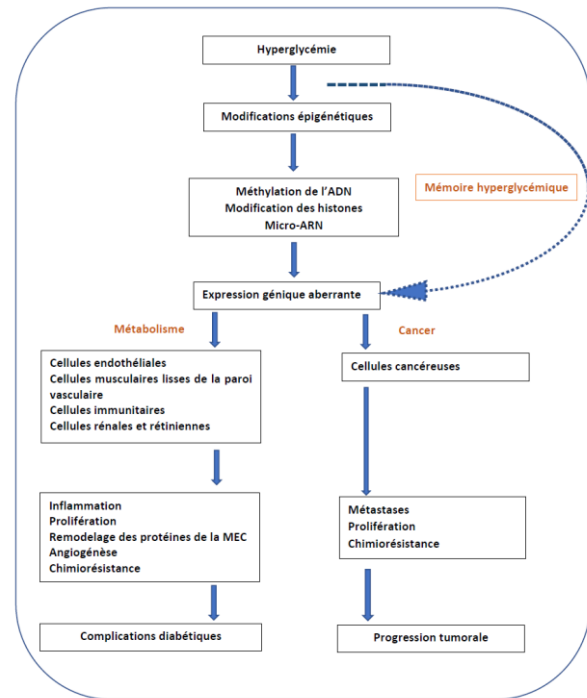 Hyperglycémie
Modifications épigénétiques
Méthylation de l'ADN
Modification des histones
Micro-ARN
Mémoire hyperglycémique
Expression génique aberrante
Métabolisme
Cancer
Cellules endothéliales
Cellules musculaires lisses de la paroi
vasculaire
Cellules immunitaires
Cellules rénales et rétiniennes
Cellules cancéreuses
Inflammation
Prolifération
Remodelage des protéines de la MEC
Angiogénèse
Chimiorésistance
Métastases
Prolifération
Chimiorésistance
Complications diabétiques
Progression tumorale